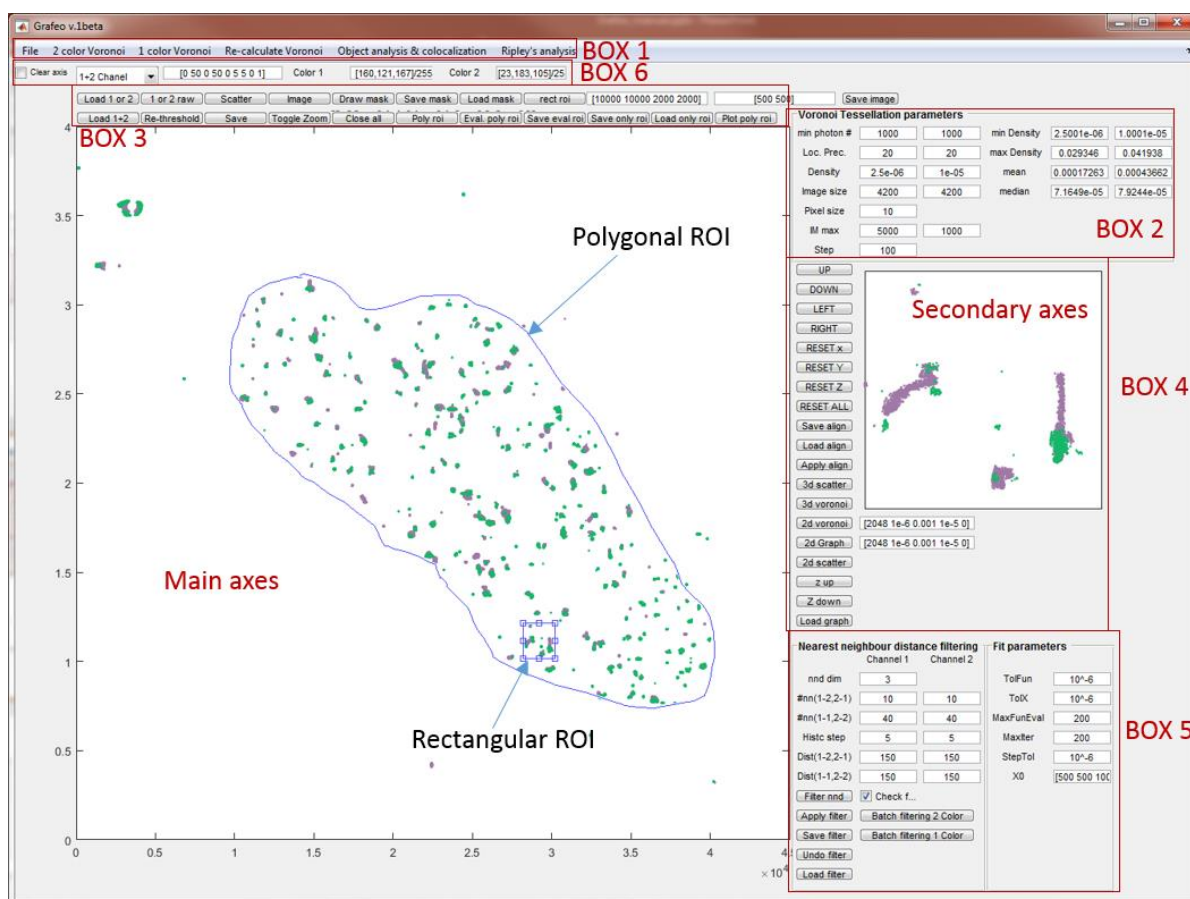 Grafeo v.1beta
File 2 color Voronoi 1 color Voronoi Re-calculate Voronoi Object analysis & colocalization Ripley's analysis BOX 1
Clear axis 1+2 Chanel [0 50 0 50 0 5 5 0 1] Color 1 [160,121,167]/255 Color 2 [23,183,105]/25 BOX 6
Load 1 or 2 1 or 2 raw Scatter Image Draw mask Save mask Load mask rect roi [10000 10000 2000 2000] [500 500] Save image
Load 1+2 Re-threshold Save Toggle Zoom Close all Poly roi Eval. poly roi Save eval roi Save only roi Load only roi Plot poly roi
BOX 3
Voronoi Tessellation parameters
min photon # 1000 1000 min Density 2.5001e-06 1.0001e-05
Loc. Prec. 20 20 max Density 0.029346 0.041938
Density 2.5e-06 1e-05 mean 0.00017263 0.00043662
Image size 4200 4200 median 7.1649e-05 7.9244e-05
Pixel size 10
IM max 5000 1000
Step 100
BOX 2
4
3.5
3
2.5
2
1.5
1
0.5
0
0 0.5 1 1.5 2 2.5 3 3.5 4 4.5
× 10⁴
Polygonal ROI
Main axes
Rectangular ROI
UP
DOWN
LEFT
RIGHT
RESET x
RESET Y
RESET Z
RESET ALL
Save align
Load align
Apply align
3d scatter
3d voronoi
2d voronoi [2048 1e-6 0.001 1e-5 0]
2d Graph [2048 1e-6 0.001 1e-5 0]
2d scatter
z up
Z down
Load graph
Secondary axes
BOX 4
Nearest neighbour distance filtering
Channel 1 Channel 2
nnd dim 3
#nn(1-2,2-1) 10 10
#nn(1-1,2-2) 40 40
Histc step 5 5
Dist(1-2,2-1) 150 150
Dist(1-1,2-2) 150 150
Filter nnd Check f...
Apply filter Batch filtering 2 Color
Save filter Batch filtering 1 Color
Undo filter
Load filter
Fit parameters
TolFun 10^-6
TolX 10^-6
MaxFunEval 200
MaxIter 200
StepTol 10^-6
X0 [500 500 100
BOX 5